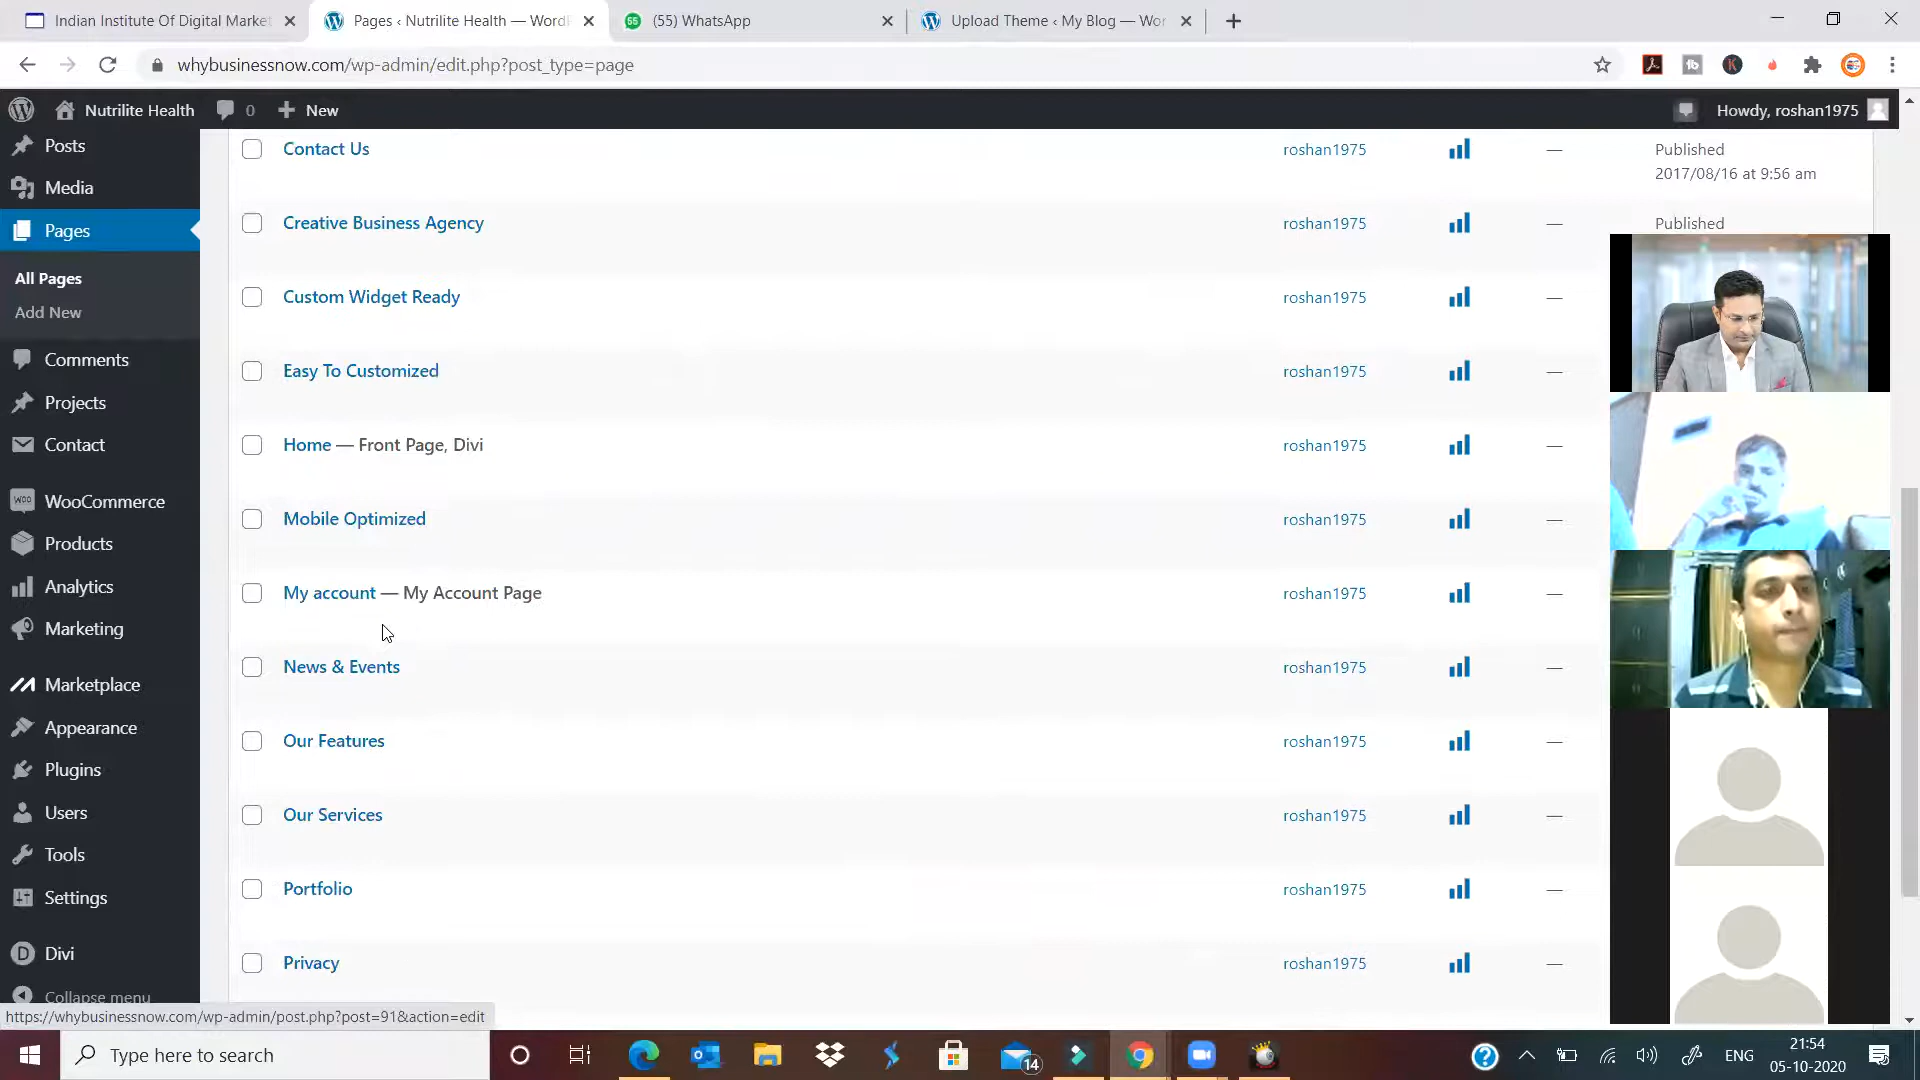 Indian Institute Of Digital Market
Pages ‹ Nutrilite Health — Word
(55) WhatsApp
Upload Theme ‹ My Blog — Wor
whybusinessnow.com/wp-admin/edit.php?post_type=page
Nutrilite Health 0 New
Howdy, roshan1975
Posts
Media
Pages
All Pages
Add New
Comments
Projects
Contact
WooCommerce
Products
Analytics
Marketing
Marketplace
Appearance
Plugins
Users
Tools
Settings
Divi
Collapse menu
Contact Us roshan1975 — Published
2017/08/16 at 9:56 am
Creative Business Agency roshan1975 — Published
Custom Widget Ready roshan1975 —
Easy To Customized roshan1975 —
Home — Front Page, Divi roshan1975 —
Mobile Optimized roshan1975 —
My account — My Account Page roshan1975 —
News & Events roshan1975 —
Our Features roshan1975 —
Our Services roshan1975 —
Portfolio roshan1975 —
Privacy roshan1975 —
https://whybusinessnow.com/wp-admin/post.php?post=91&action=edit
Type here to search
14
ENG
21:54
05-10-2020